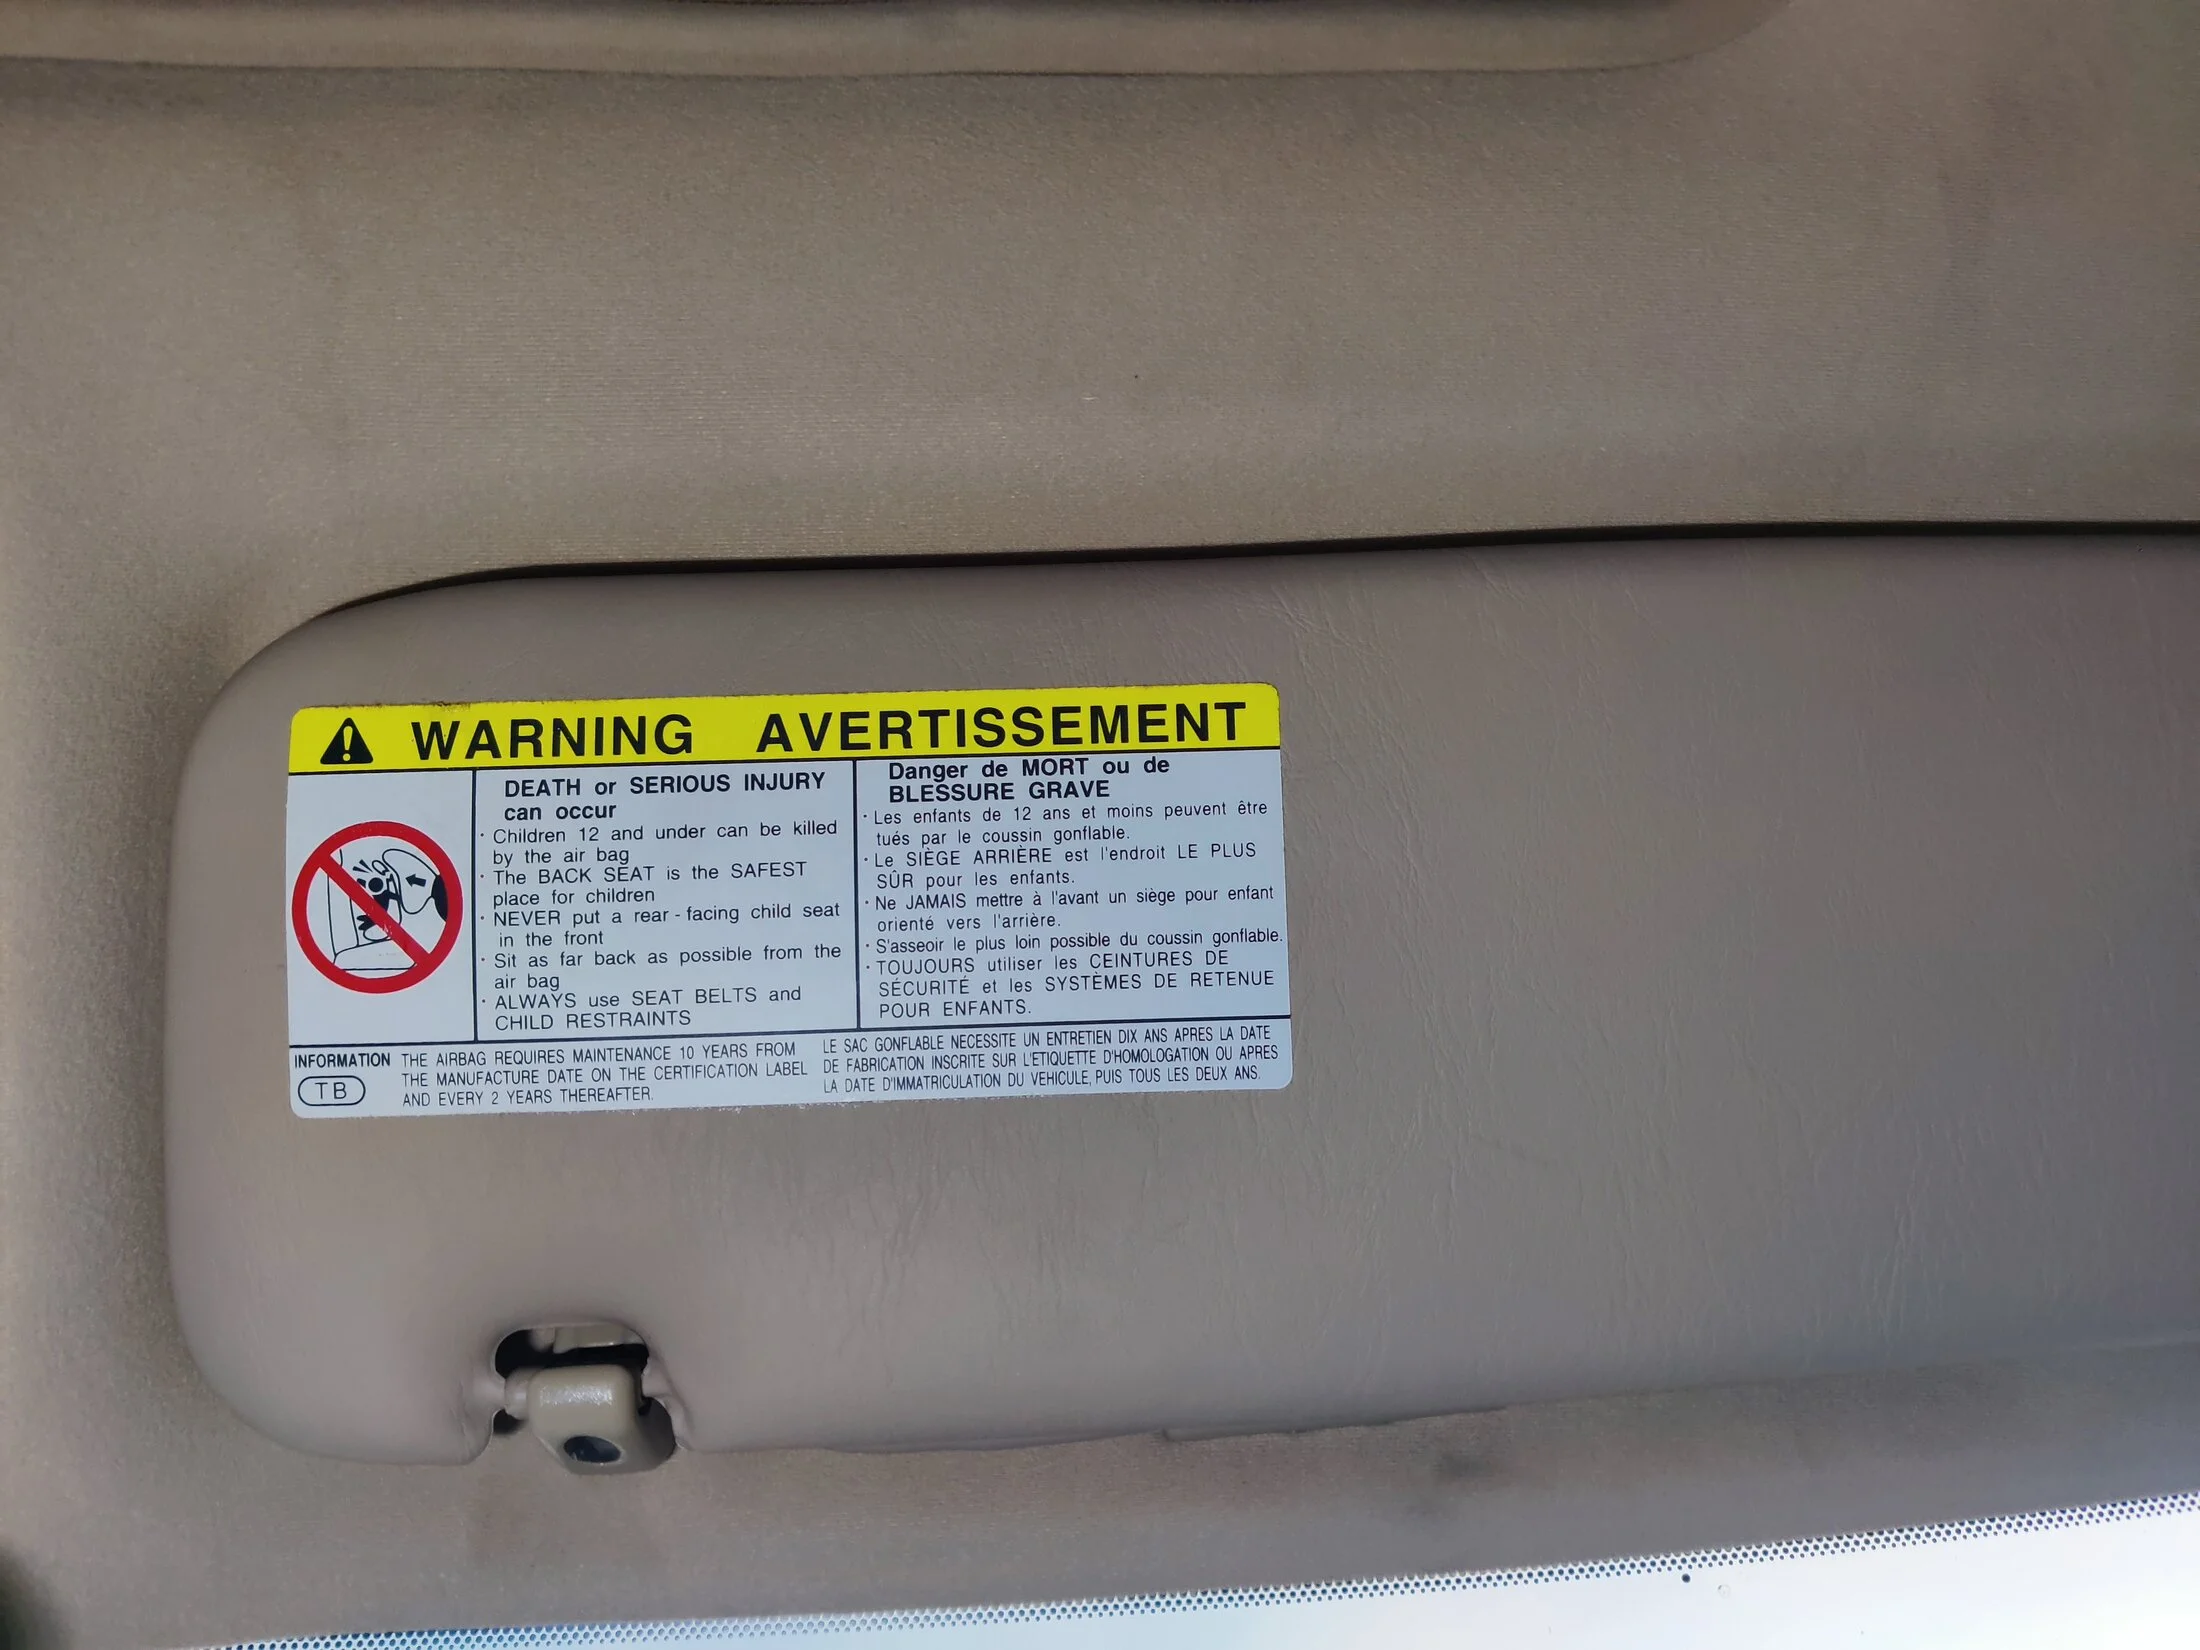 WARNING AVERTISSEMENT
DEATH or SERIOUS INJURY
can occur
· Children 12 and under can be killed
by the air bag
· The BACK SEAT is the SAFEST
place for children
· NEVER put a rear - facing child seat
in the front
· Sit as far back as possible from the
air bag
· ALWAYS use SEAT BELTS and
CHILD RESTRAINTS
Danger de MORT ou de
BLESSURE GRAVE
· Les enfants de 12 ans et moins peuvent être
tués par le coussin gonflable.
· Le SIÈGE ARRIÈRE est l'endroit LE PLUS
SÛR pour les enfants.
· Ne JAMAIS mettre à l'avant un siège pour enfant
orienté vers l'arrière.
· S'asseoir le plus loin possible du coussin gonflable.
· TOUJOURS utiliser les CEINTURES DE
SÉCURITÉ et les SYSTÈMES DE RETENUE
POUR ENFANTS.
INFORMATION
TB
THE AIRBAG REQUIRES MAINTENANCE 10 YEARS FROM
THE MANUFACTURE DATE ON THE CERTIFICATION LABEL
AND EVERY 2 YEARS THEREAFTER.
LE SAC GONFLABLE NECESSITE UN ENTRETIEN DIX ANS APRES LA DATE
DE FABRICATION INSCRITE SUR L'ETIQUETTE D'HOMOLOGATION OU APRES
LA DATE D'IMMATRICULATION DU VEHICULE, PUIS TOUS LES DEUX ANS.